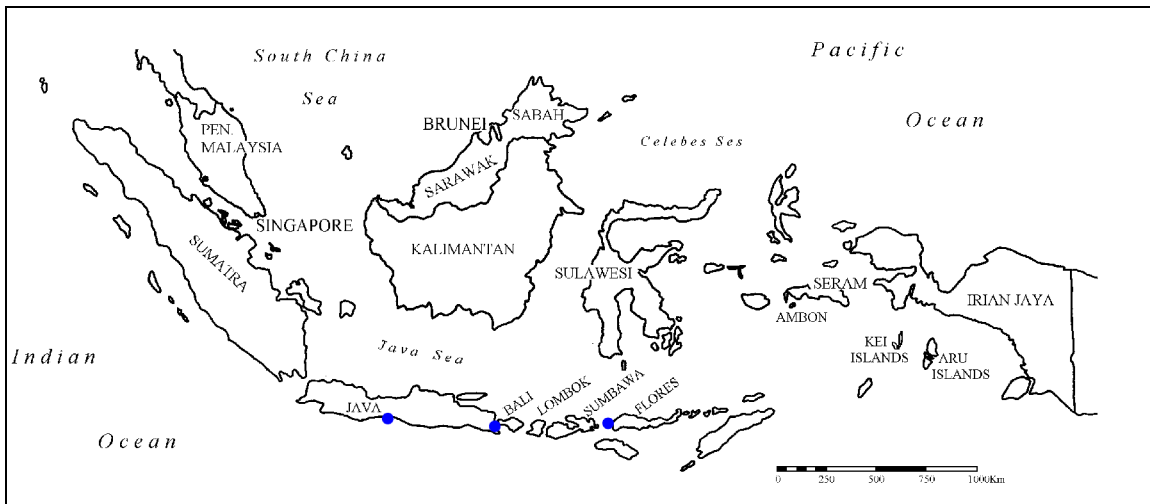 South China
Sea
Pacific
Ocean
BRUNEI
SABAH
PEN.
MALAYSIA
Celebes Ses
SARAWAK
SINGAPORE
KALIMANTAN
SUMATRA
SULAWESI
SERAM
IRIAN JAYA
AMBON
KEI
ISLANDS
ARU
ISLANDS
Indian
Ocean
Java Sea
JAVA
BALI
LOMBOK
SUMBAWA
FLORES
0 250 500 750 1000Km